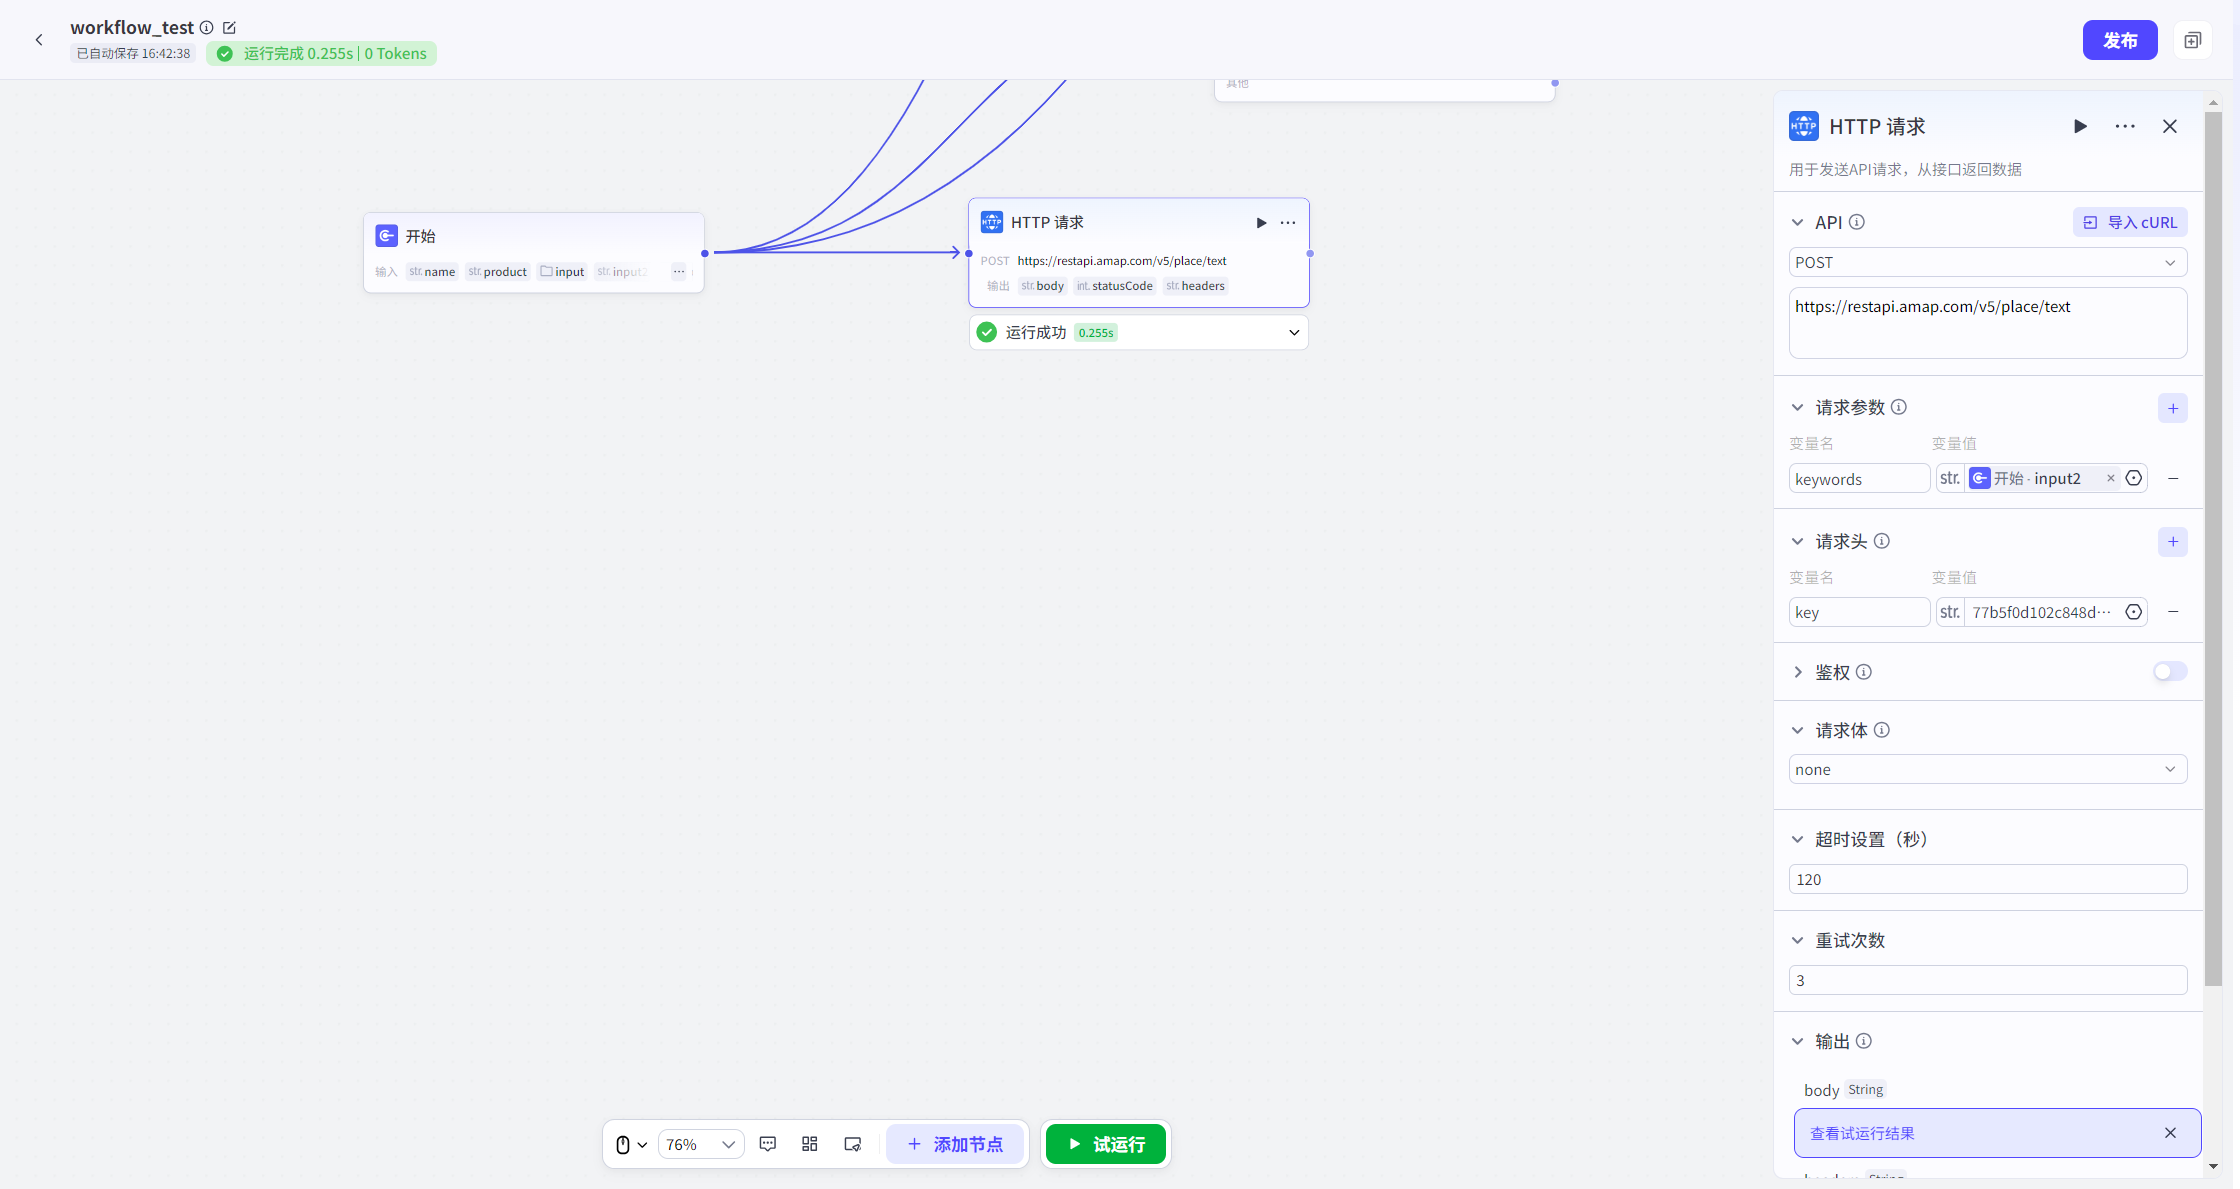 workflow_test
已自动保存 16:42:38
运行完成 0.255s | 0 Tokens
发布
其他
开始
输入 str. name str. product input str. input2 ...
HTTP 请求
POST https://restapi.amap.com/v5/place/text
输出 str. body int. statusCode str. headers
运行成功 0.255s
76%
添加节点
试运行
HTTP 请求
用于发送API请求，从接口返回数据
API
导入 cURL
POST
https://restapi.amap.com/v5/place/text
请求参数
变量名 变量值
keywords str. 开始 · input2
请求头
变量名 变量值
key str. 77b5f0d102c848d···
鉴权
请求体
none
超时设置（秒）
120
重试次数
3
输出
body String
查看试运行结果